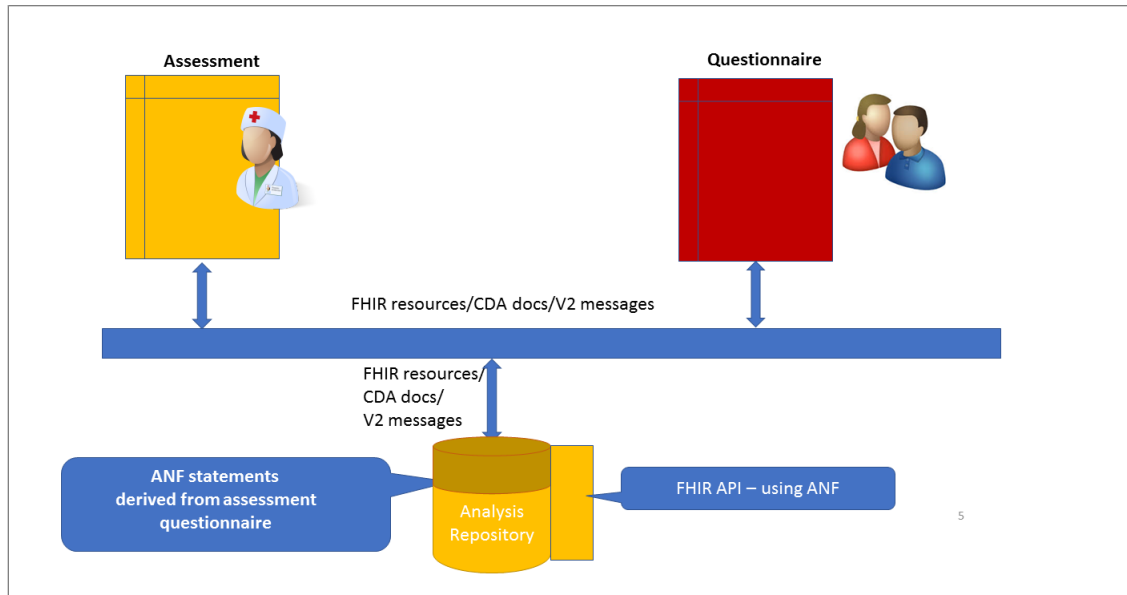 Assessment
Questionnaire
FHIR resources/CDA docs/V2 messages
FHIR resources/
CDA docs/
V2 messages
ANF statements
derived from assessment
questionnaire
Analysis
Repository
FHIR API – using ANF
5